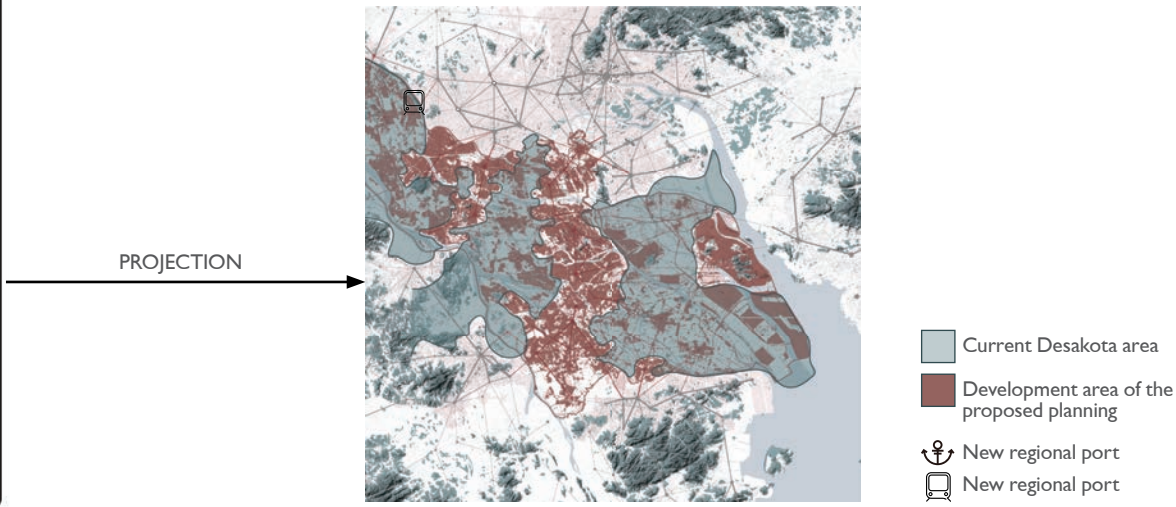 PROJECTION
Current Desakota area
Development area of the
proposed planning
New regional port
New regional port